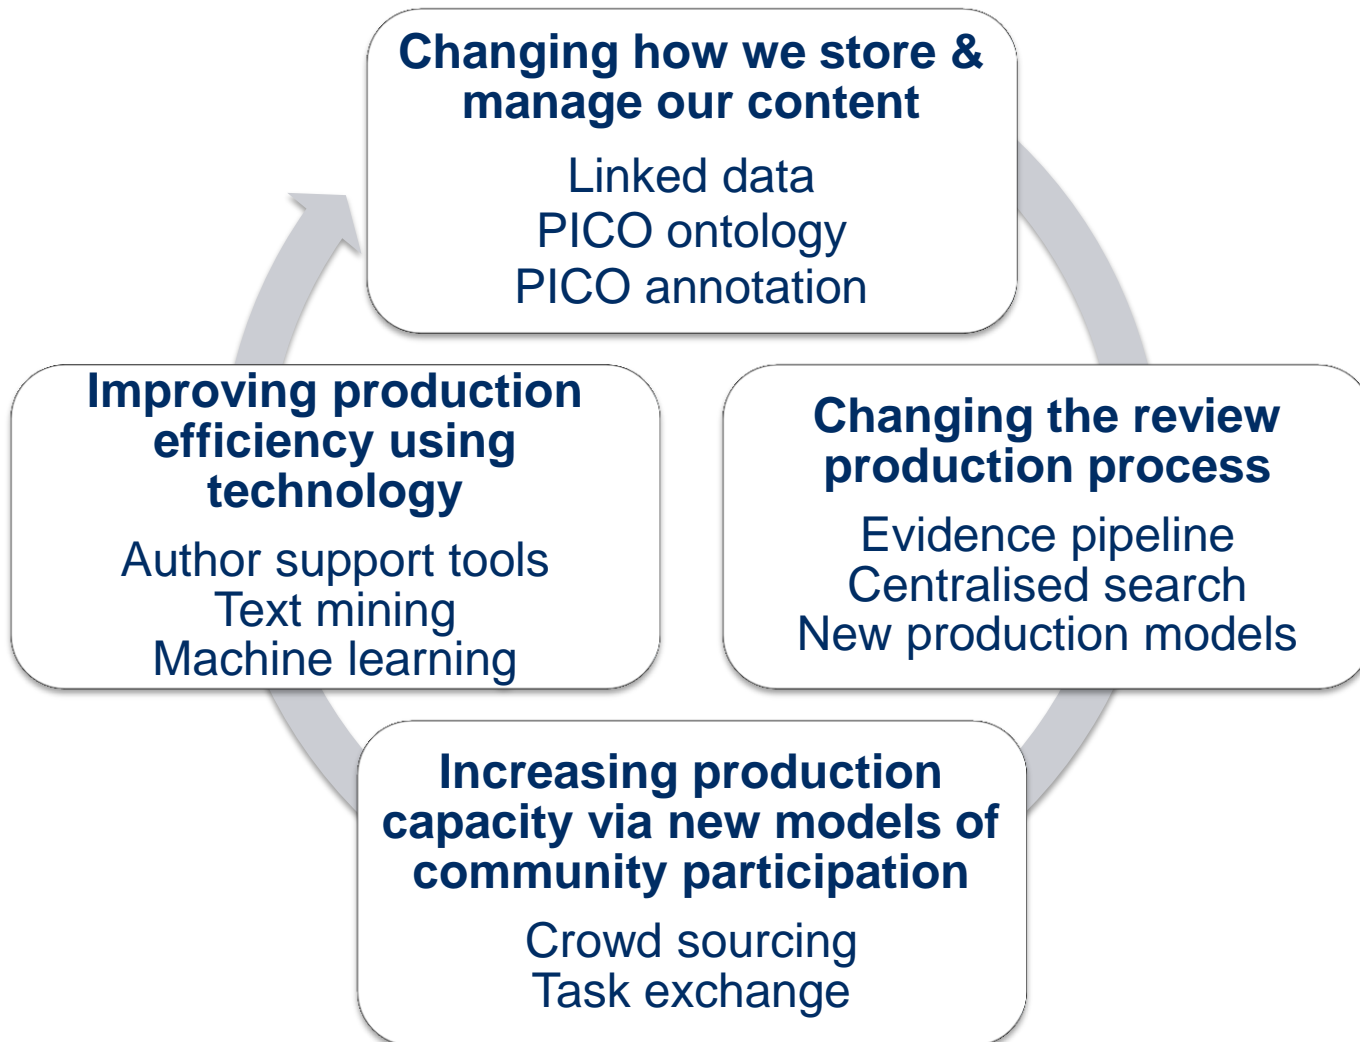 Changing how we store &
manage our content
Linked data
PICO ontology
PICO annotation
Changing the review
production process
Evidence pipeline
Centralised search
New production models
Increasing production
capacity via new models of
community participation
Crowd sourcing
Task exchange
Improving production
efficiency using
technology
Author support tools
Text mining
Machine learning